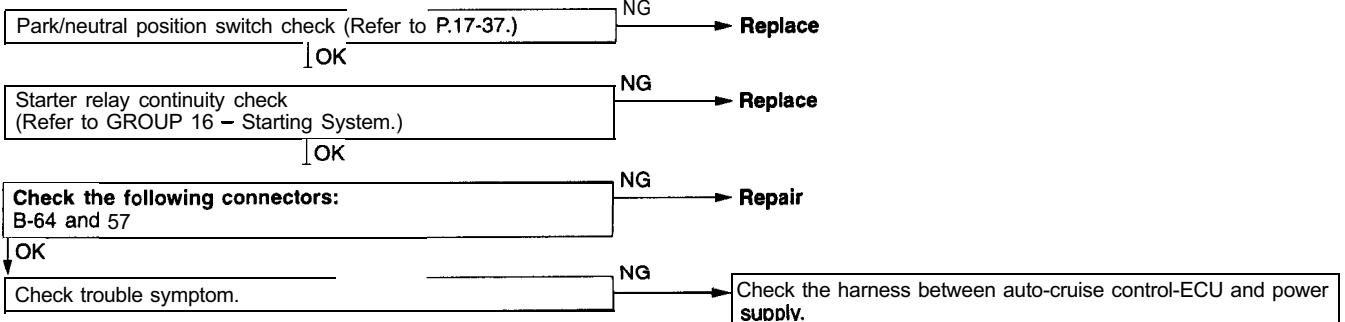 NG
Park/neutral position switch check (Refer to P.17-37.)
Replace
OK
NG
Starter relay continuity check
Replace
(Refer to GROUP 16 – Starting System.)
OK
NG
Check the following connectors:
Repair
B-64 and 57
OK
NG
Check trouble symptom.
Check the harness between auto-cruise control-ECU and power
supply.